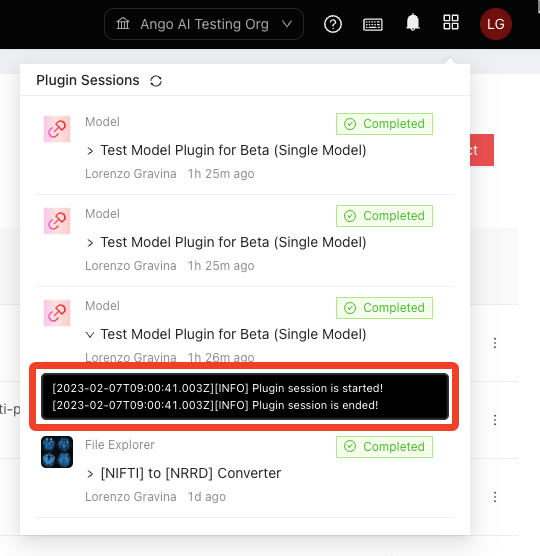 Ango AI Testing Org
LG
Plugin Sessions
Model
Completed
> Test Model Plugin for Beta (Single Model)
Lorenzo Gravina 1h 25m ago
Model
Completed
> Test Model Plugin for Beta (Single Model)
Lorenzo Gravina 1h 25m ago
Model
Completed
Test Model Plugin for Beta (Single Model)
Lorenzo Gravina 1h 26m ago
[2023-02-07T09:00:41.003Z][INFO] Plugin session is started!
[2023-02-07T09:00:41.003Z][INFO] Plugin session is ended!
File Explorer
Completed
> [NIFTI] to [NRRD] Converter
Lorenzo Gravina 1d ago